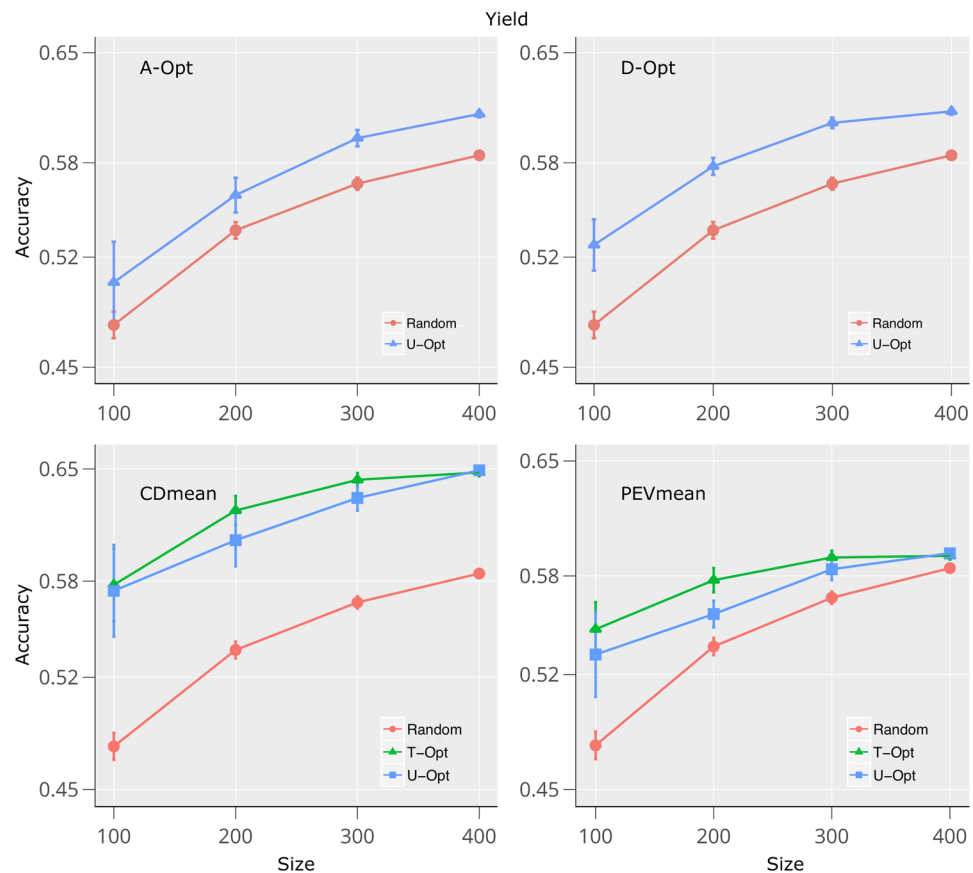 Yield
A-Opt
0.65
0.58
0.52
0.45
Accuracy
Random
U-Opt
100 200 300 400
D-Opt
0.65
0.58
0.52
0.45
Random
U-Opt
100 200 300 400
CDmean
0.65
0.58
0.52
0.45
Accuracy
Random
T-Opt
U-Opt
100 200 300 400
Size
PEVmean
0.65
0.58
0.52
0.45
Random
T-Opt
U-Opt
100 200 300 400
Size